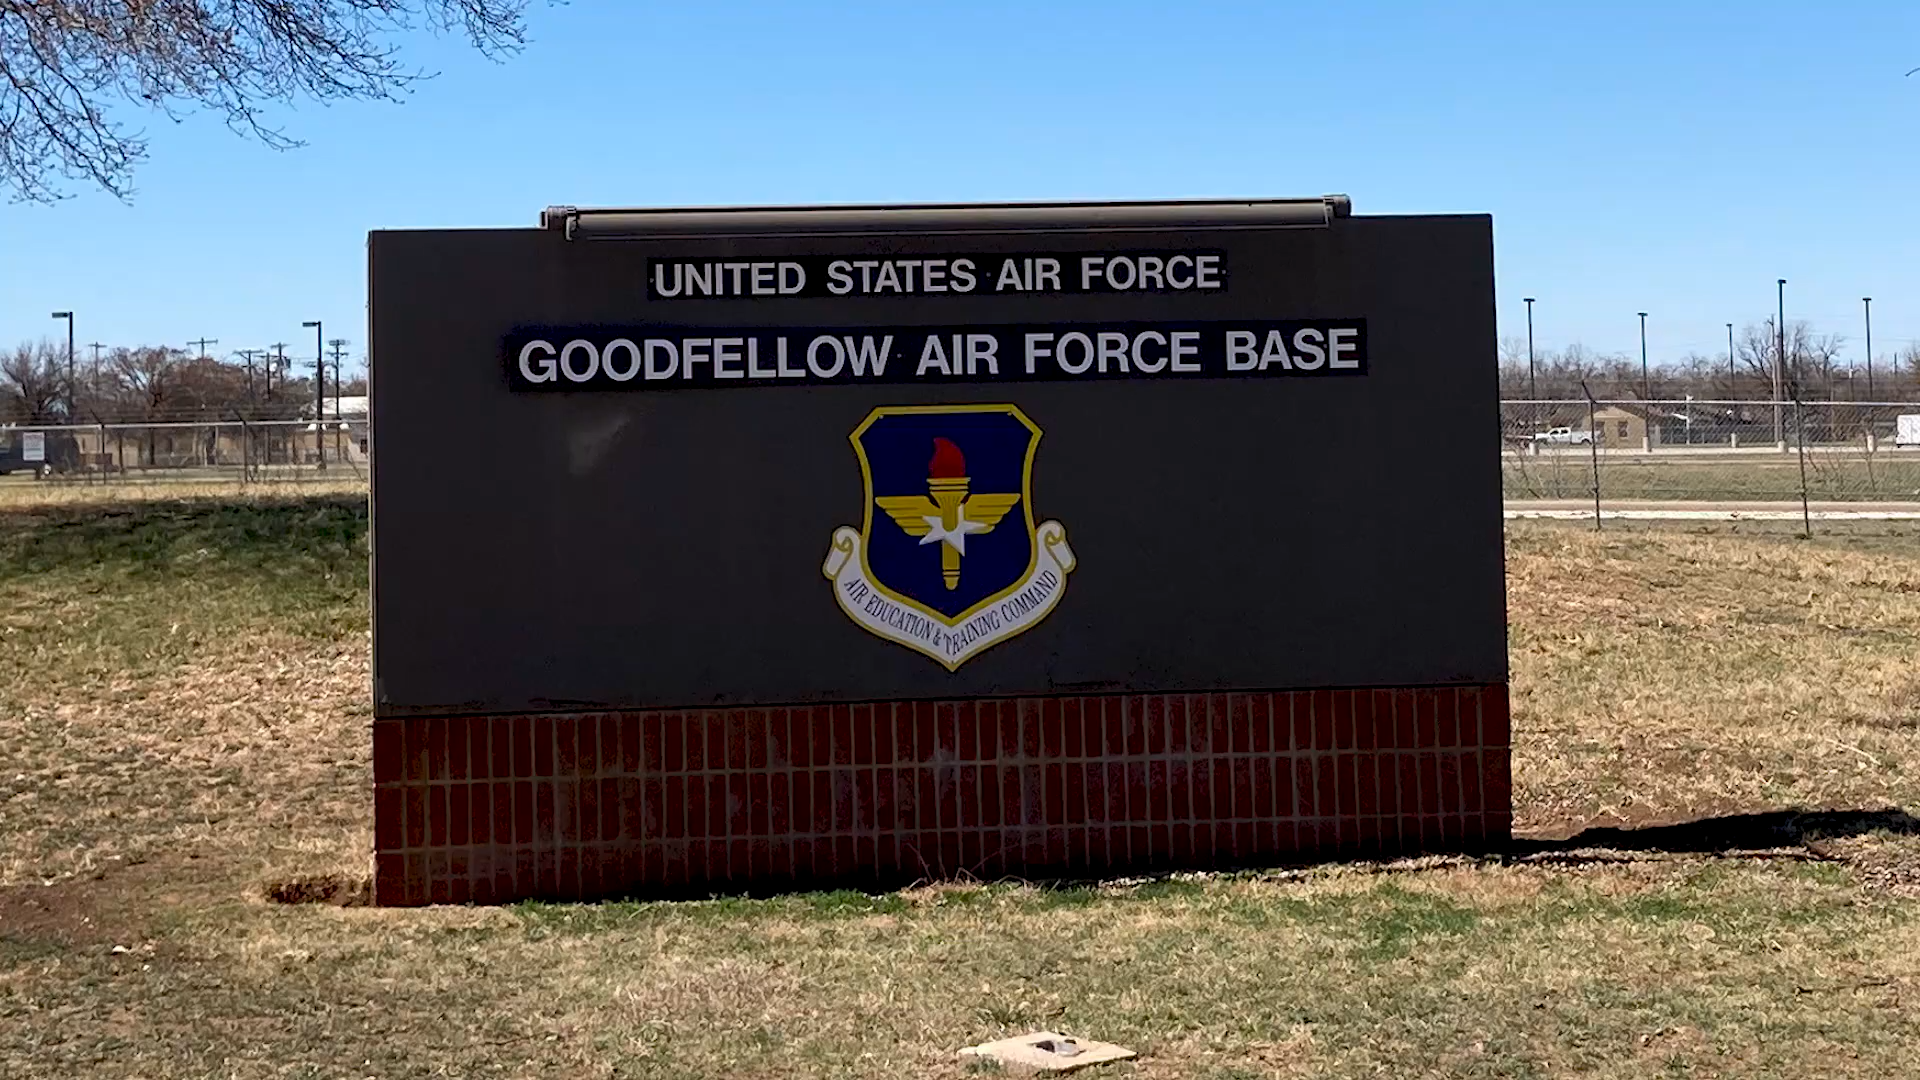 UNITED STATES AIR FORCE
GOODFELLOW AIR FORCE BASE
AIR EDUCATION & TRAINING COMMAND